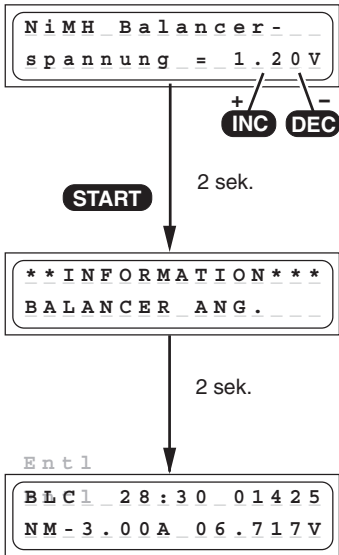 NiMH Balancer-
spannung = 1.20V
+ -
INC DEC
START
2 sek.
**INFORMATION***
BALANCER ANG.
2 sek.
Entl
BLC 28:30 01425
NM-3.00A 06.717V